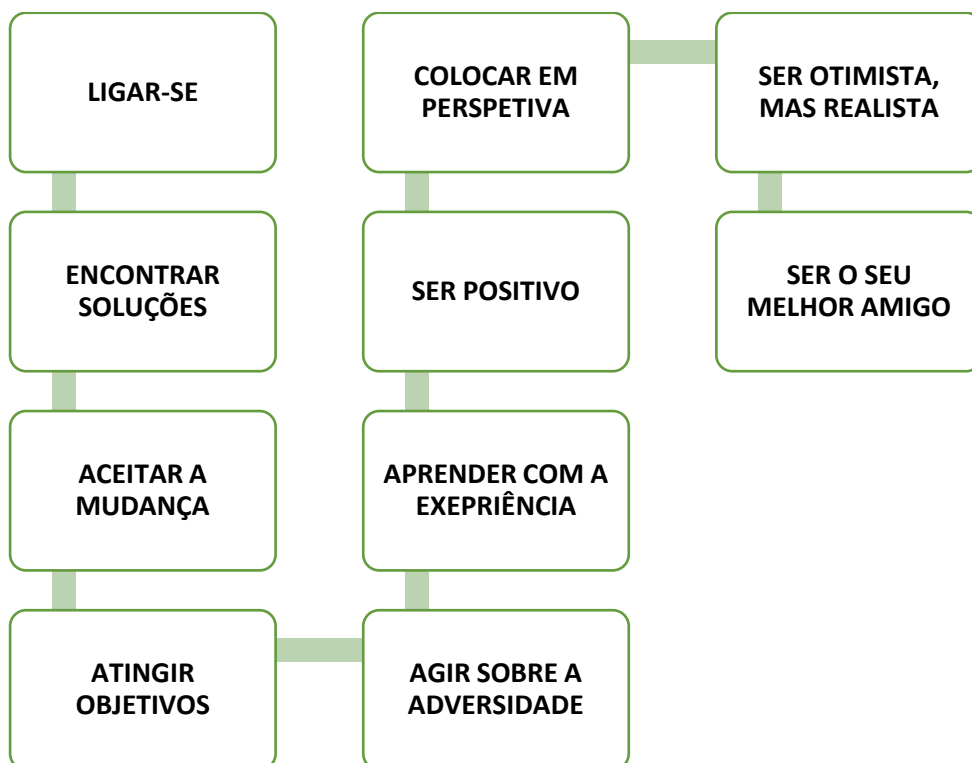 LIGAR-SE
ENCONTRAR
SOLUÇÕES
ACEITAR A
MUDANÇA
ATINGIR
OBJETIVOS
AGIR SOBRE A
ADVERSIDADE
APRENDER COM A
EXEPRIÊNCIA
SER POSITIVO
COLOCAR EM
PERSPETIVA
SER OTIMISTA,
MAS REALISTA
SER O SEU
MELHOR AMIGO